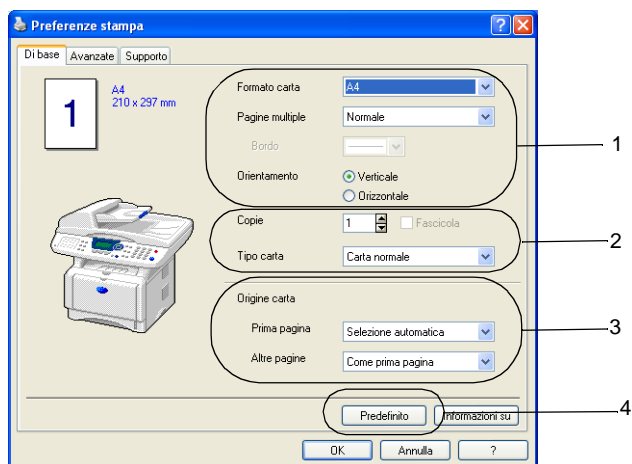 Preferenze stampa
Di base Avanzate Supporto
1
A4
210 x 297 mm
Formato carta A4
Pagine multiple Normale
Bordo
Orientamento Verticale
Orizzontale
1
Copie 1 Fascicola
Tipo carta Carta normale
2
Origine carta
Prima pagina Selezione automatica
Altre pagine Come prima pagina
3
Predefinito Informazioni su
4
OK Annulla ?